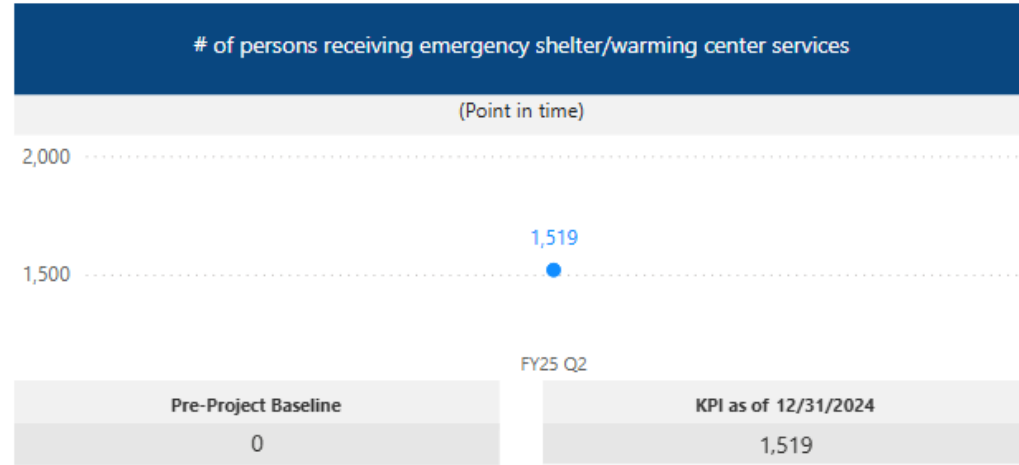 # of persons receiving emergency shelter/warming center services
(Point in time)
2,000
1,519
1,500
FY25 Q2
Pre-Project Baseline
KPI as of 12/31/2024
0
1,519